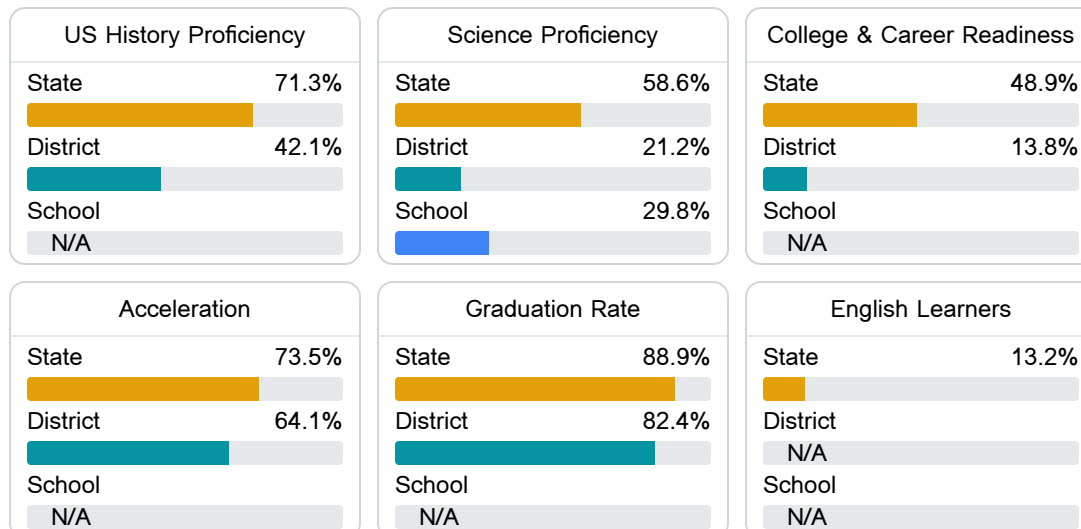 US History Proficiency
State 71.3%
District 42.1%
School
N/A
Science Proficiency
State 58.6%
District 21.2%
School 29.8%
College & Career Readiness
State 48.9%
District 13.8%
School
N/A
Acceleration
State 73.5%
District 64.1%
School
N/A
Graduation Rate
State 88.9%
District 82.4%
School
N/A
English Learners
State 13.2%
District
N/A
School
N/A